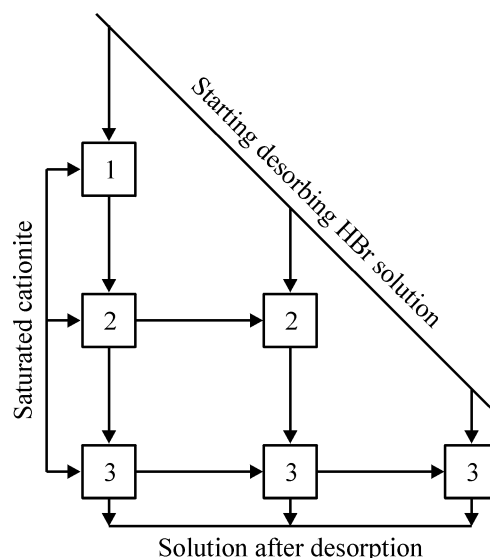 Starting desorbing HBr solution
1
Saturated cationite
2 2
3 3 3
Solution after desorption